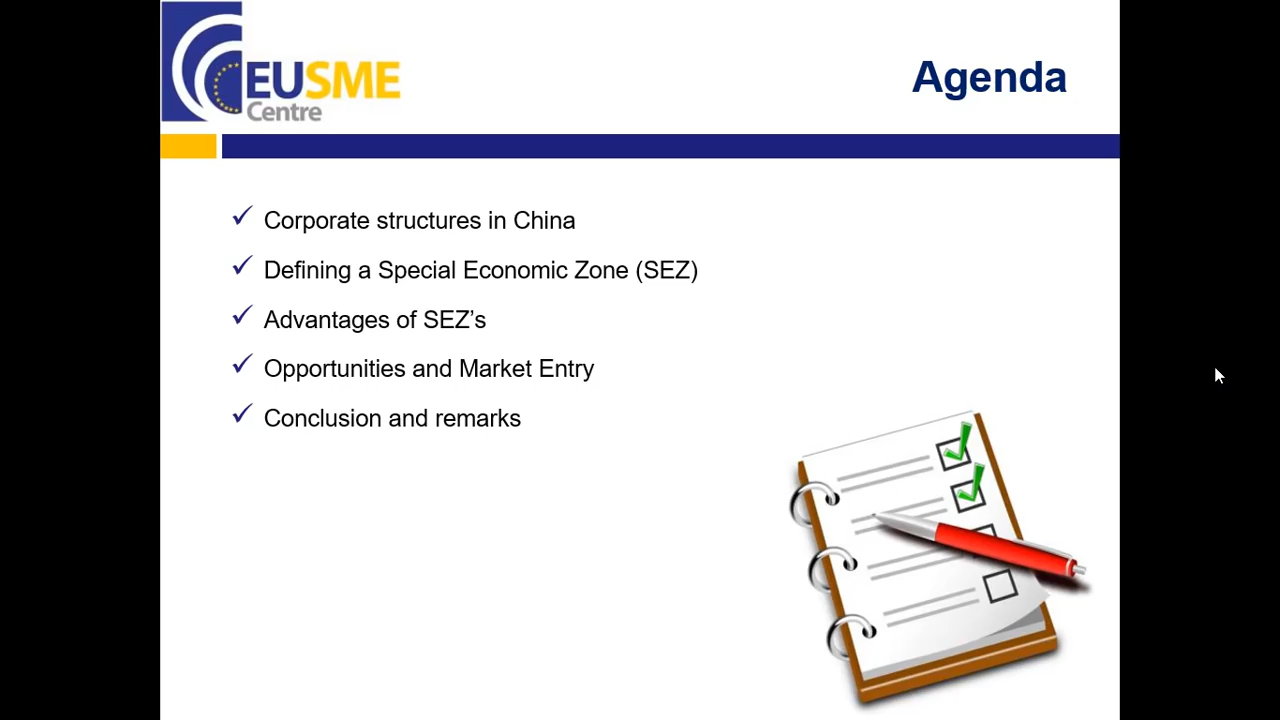 EUSME
Centre
Agenda
Corporate structures in China
Defining a Special Economic Zone (SEZ)
Advantages of SEZ’s
Opportunities and Market Entry
Conclusion and remarks